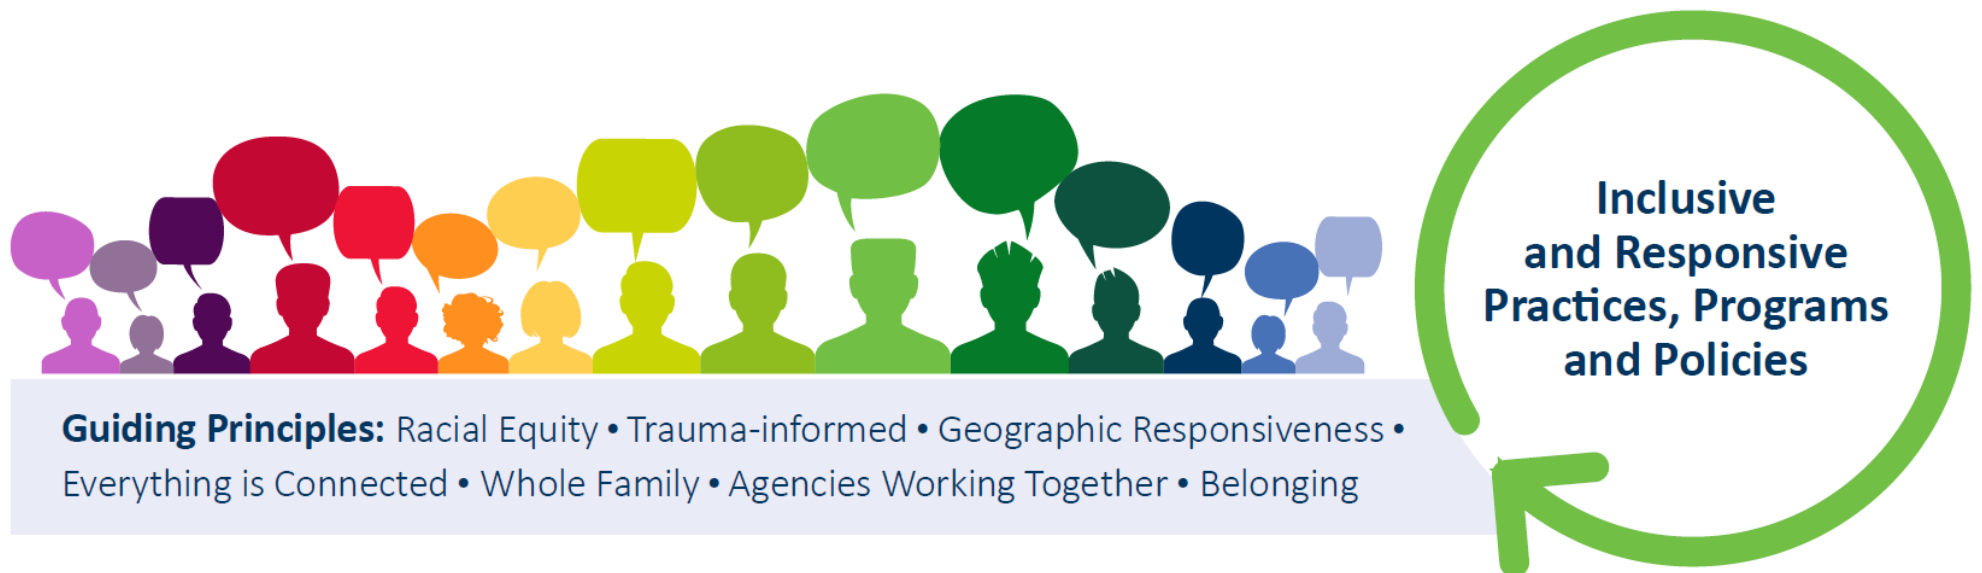 Inclusive
and Responsive
Practices, Programs
and Policies
Guiding Principles: Racial Equity • Trauma-informed • Geographic Responsiveness •
Everything is Connected • Whole Family • Agencies Working Together • Belonging